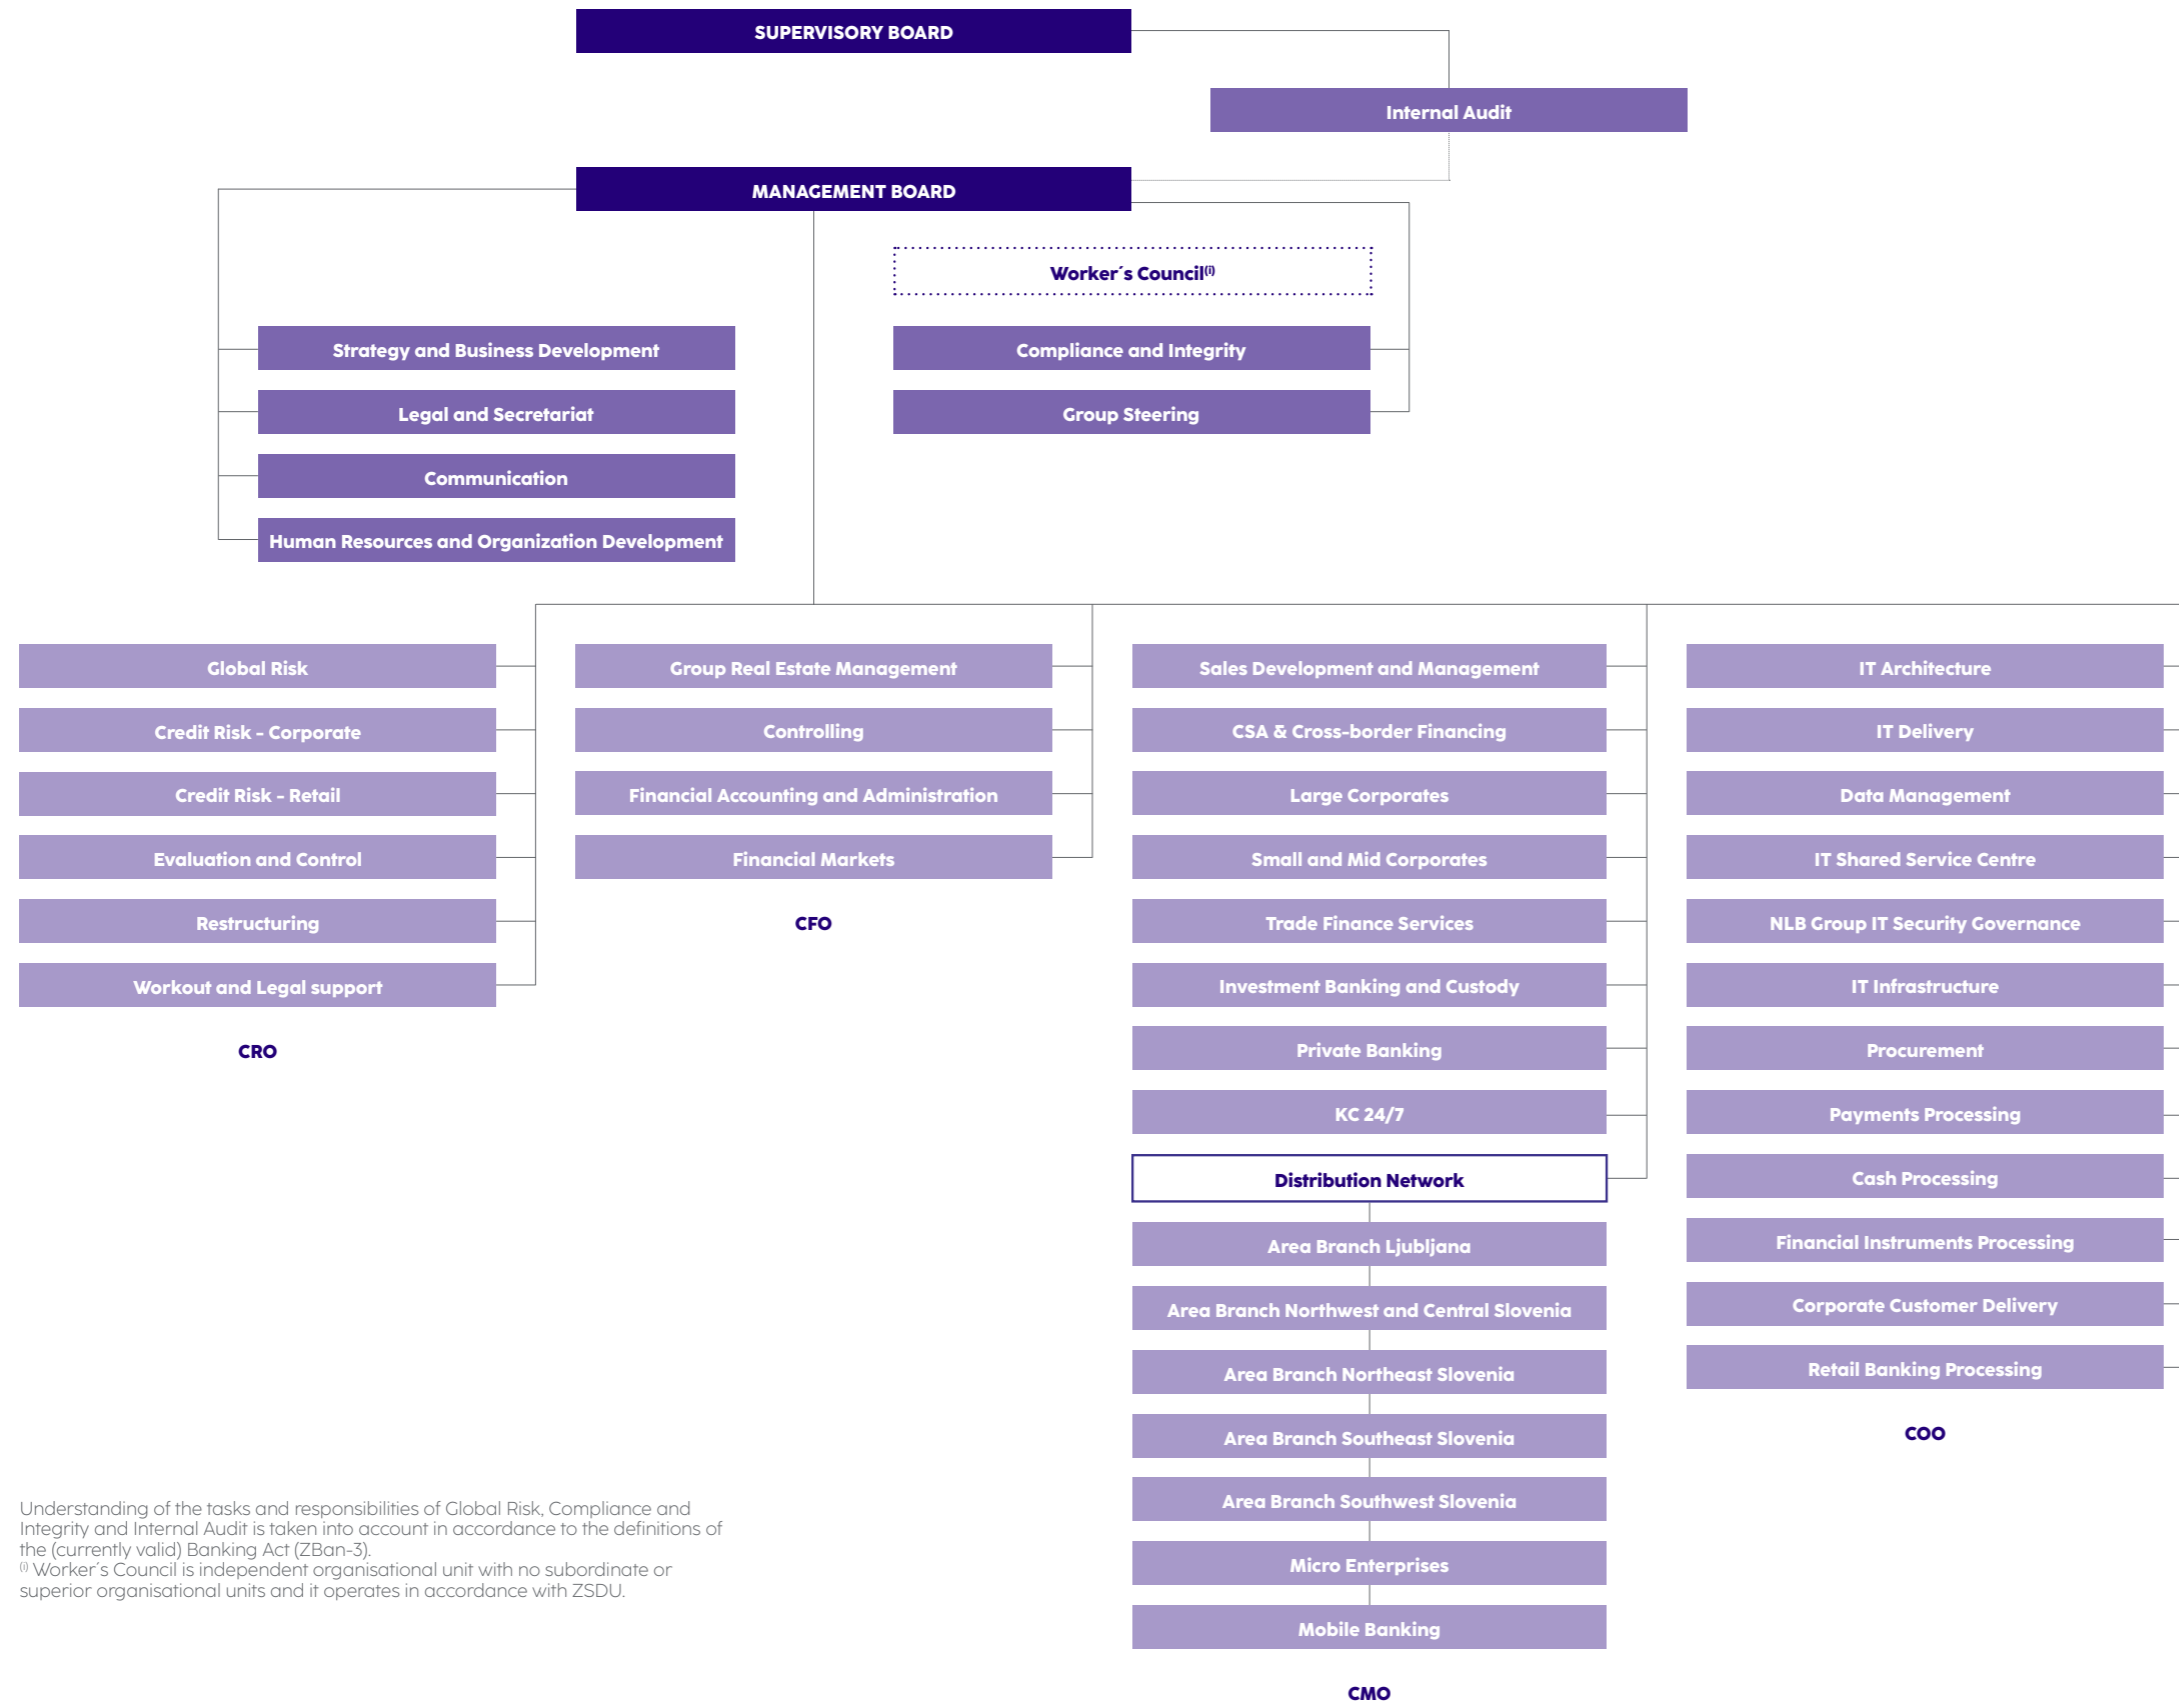 SUPERVISORY BOARD
Internal Audit
MANAGEMENT BOARD
Worker´s Council(i)
Strategy and Business Development
Legal and Secretariat
Communication
Human Resources and Organization Development
Compliance and Integrity
Group Steering
Global Risk
Credit Risk - Corporate
Credit Risk - Retail
Evaluation and Control
Restructuring
Workout and Legal support
CRO
Group Real Estate Management
Controlling
Financial Accounting and Administration
Financial Markets
CFO
Sales Development and Management
CSA & Cross-border Financing
Large Corporates
Small and Mid Corporates
Trade Finance Services
Investment Banking and Custody
Private Banking
KC 24/7
Distribution Network
Area Branch Ljubljana
Area Branch Northwest and Central Slovenia
Area Branch Northeast Slovenia
Area Branch Southeast Slovenia
Area Branch Southwest Slovenia
Micro Enterprises
Mobile Banking
CMO
IT Architecture
IT Delivery
Data Management
IT Shared Service Centre
NLB Group IT Security Governance
IT Infrastructure
Procurement
Payments Processing
Cash Processing
Financial Instruments Processing
Corporate Customer Delivery
Retail Banking Processing
COO
Understanding of the tasks and responsibilities of Global Risk, Compliance and
Integrity and Internal Audit is taken into account in accordance to the definitions of
the (currently valid) Banking Act (ZBan-3).
(i) Worker´s Council is independent organisational unit with no subordinate or
superior organisational units and it operates in accordance with ZSDU.